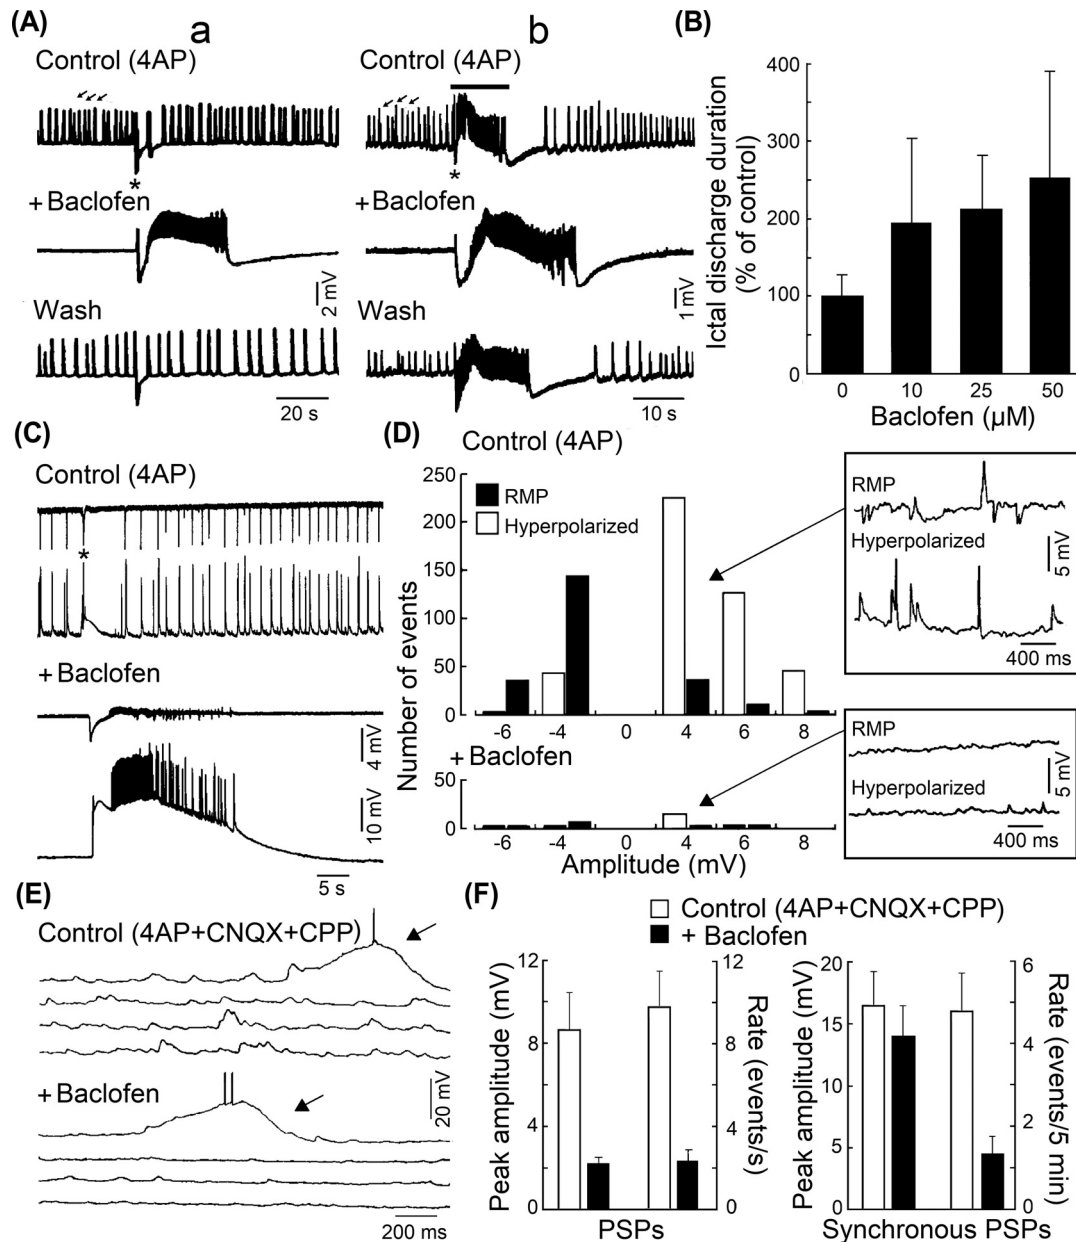 (A)
a
b
Control (4AP)
Control (4AP)
*
*
+ Baclofen
+ Baclofen
2 mV
1 mV
Wash
20 s
10 s
(B)
Ictal discharge duration
(% of control)
400
300
200
100
0
0 10 25 50
Baclofen (µM)
(C)
Control (4AP)
*
+ Baclofen
4 mV
10 mV
5 s
(D)
Control (4AP)
RMP
Hyperpolarized
Number of events
250
200
150
100
50
0
-6 -4 0 4 6 8
+ Baclofen
50
0
-6 -4 0 4 6 8
Amplitude (mV)
RMP
Hyperpolarized
5 mV
400 ms
RMP
Hyperpolarized
5 mV
400 ms
(E)
Control (4AP+CNQX+CPP)
+ Baclofen
20 mV
200 ms
(F)
Control (4AP+CNQX+CPP)
+ Baclofen
Peak amplitude (mV)
12
8
4
2
0
12
8
4
2
0
Rate (events/s)
PSPs
Peak amplitude (mV)
20
15
10
5
0
6
4
2
0
Rate (events/5 min)
Synchronous PSPs